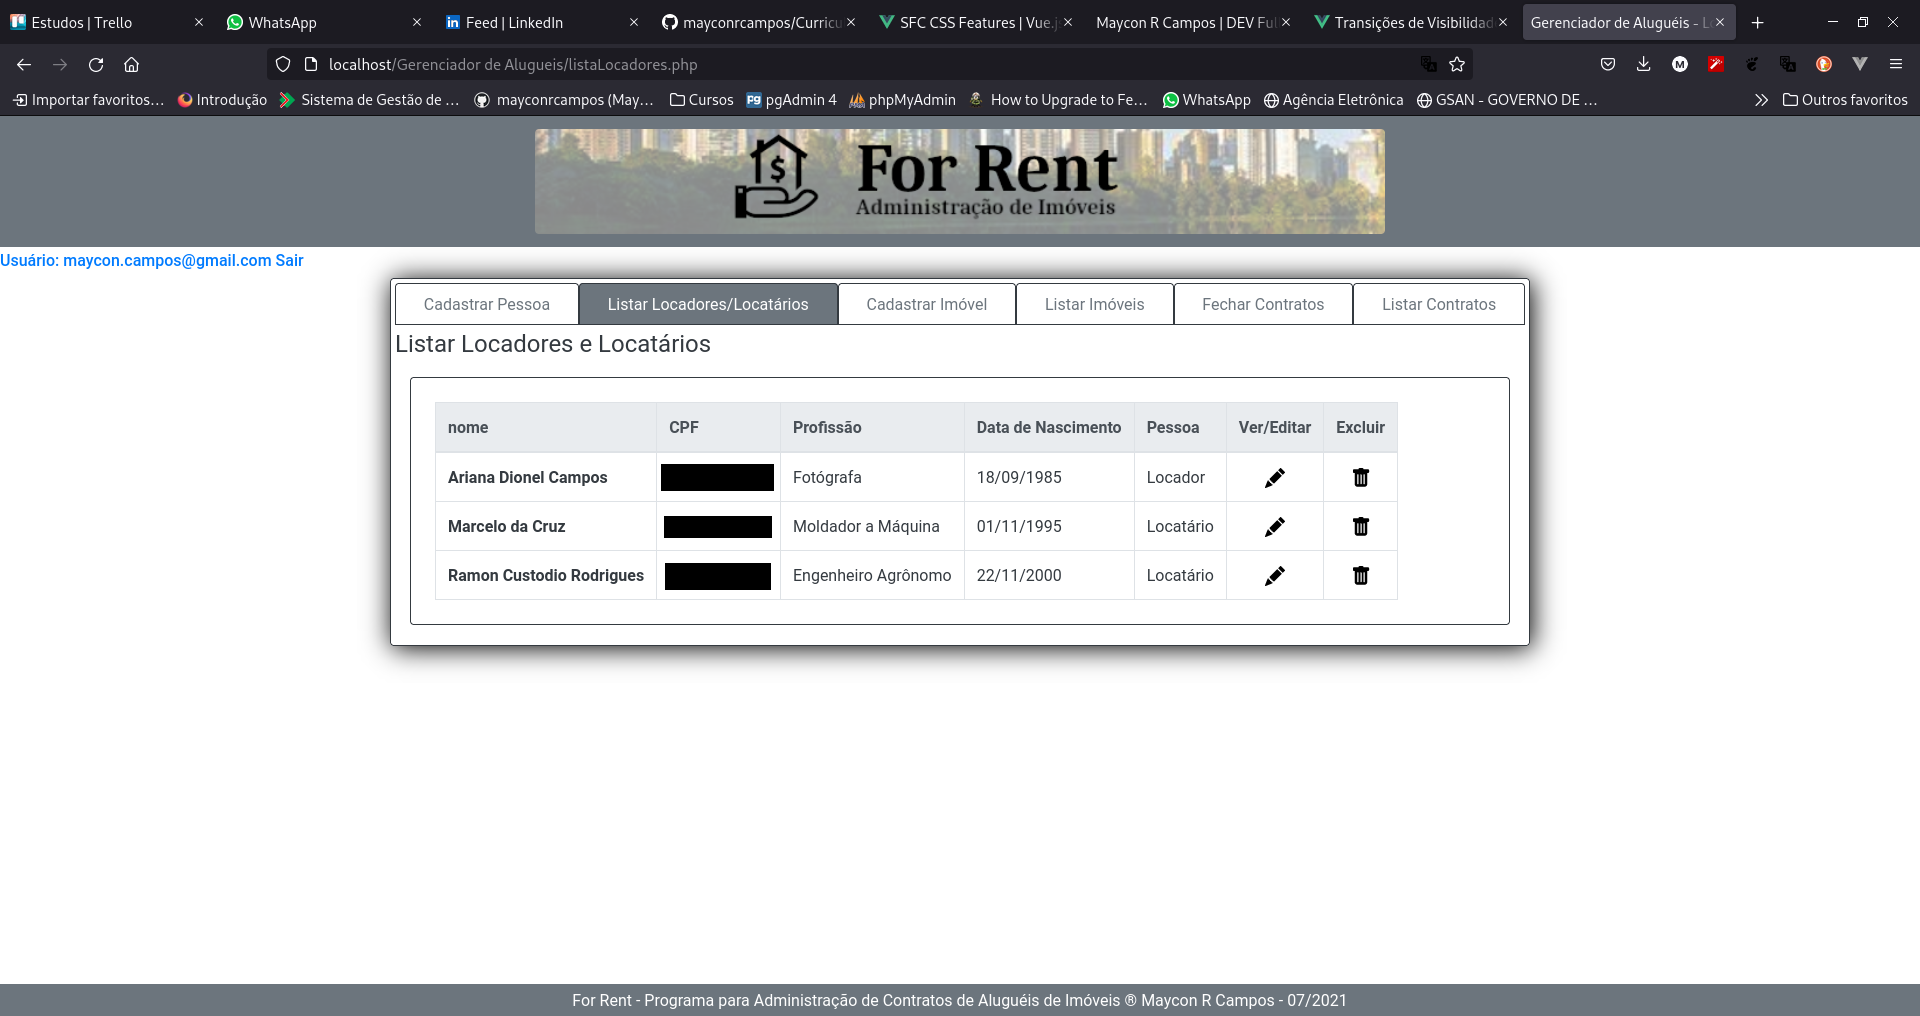 Estudos | Trello
WhatsApp
Feed | LinkedIn
mayconrcampos/Curricu
SFC CSS Features | Vue.j
Maycon R Campos | DEV Ful
Transições de Visibilidad
Gerenciador de Aluguéis - L
localhost/Gerenciador de Alugueis/listaLocadores.php
Importar favoritos…
Introdução
Sistema de Gestão de …
mayconrcampos (May…
Cursos
pgAdmin 4
phpMyAdmin
How to Upgrade to Fe…
WhatsApp
Agência Eletrônica
GSAN - GOVERNO DE …
Outros favoritos
For Rent
Administração de Imóveis
Usuário: maycon.campos@gmail.com Sair
Cadastrar Pessoa
Listar Locadores/Locatários
Cadastrar Imóvel
Listar Imóveis
Fechar Contratos
Listar Contratos
Listar Locadores e Locatários
nome CPF Profissão Data de Nascimento Pessoa Ver/Editar Excluir
Ariana Dionel Campos Fotógrafa 18/09/1985 Locador
Marcelo da Cruz Moldador a Máquina 01/11/1995 Locatário
Ramon Custodio Rodrigues Engenheiro Agrônomo 22/11/2000 Locatário
For Rent - Programa para Administração de Contratos de Aluguéis de Imóveis ® Maycon R Campos - 07/2021